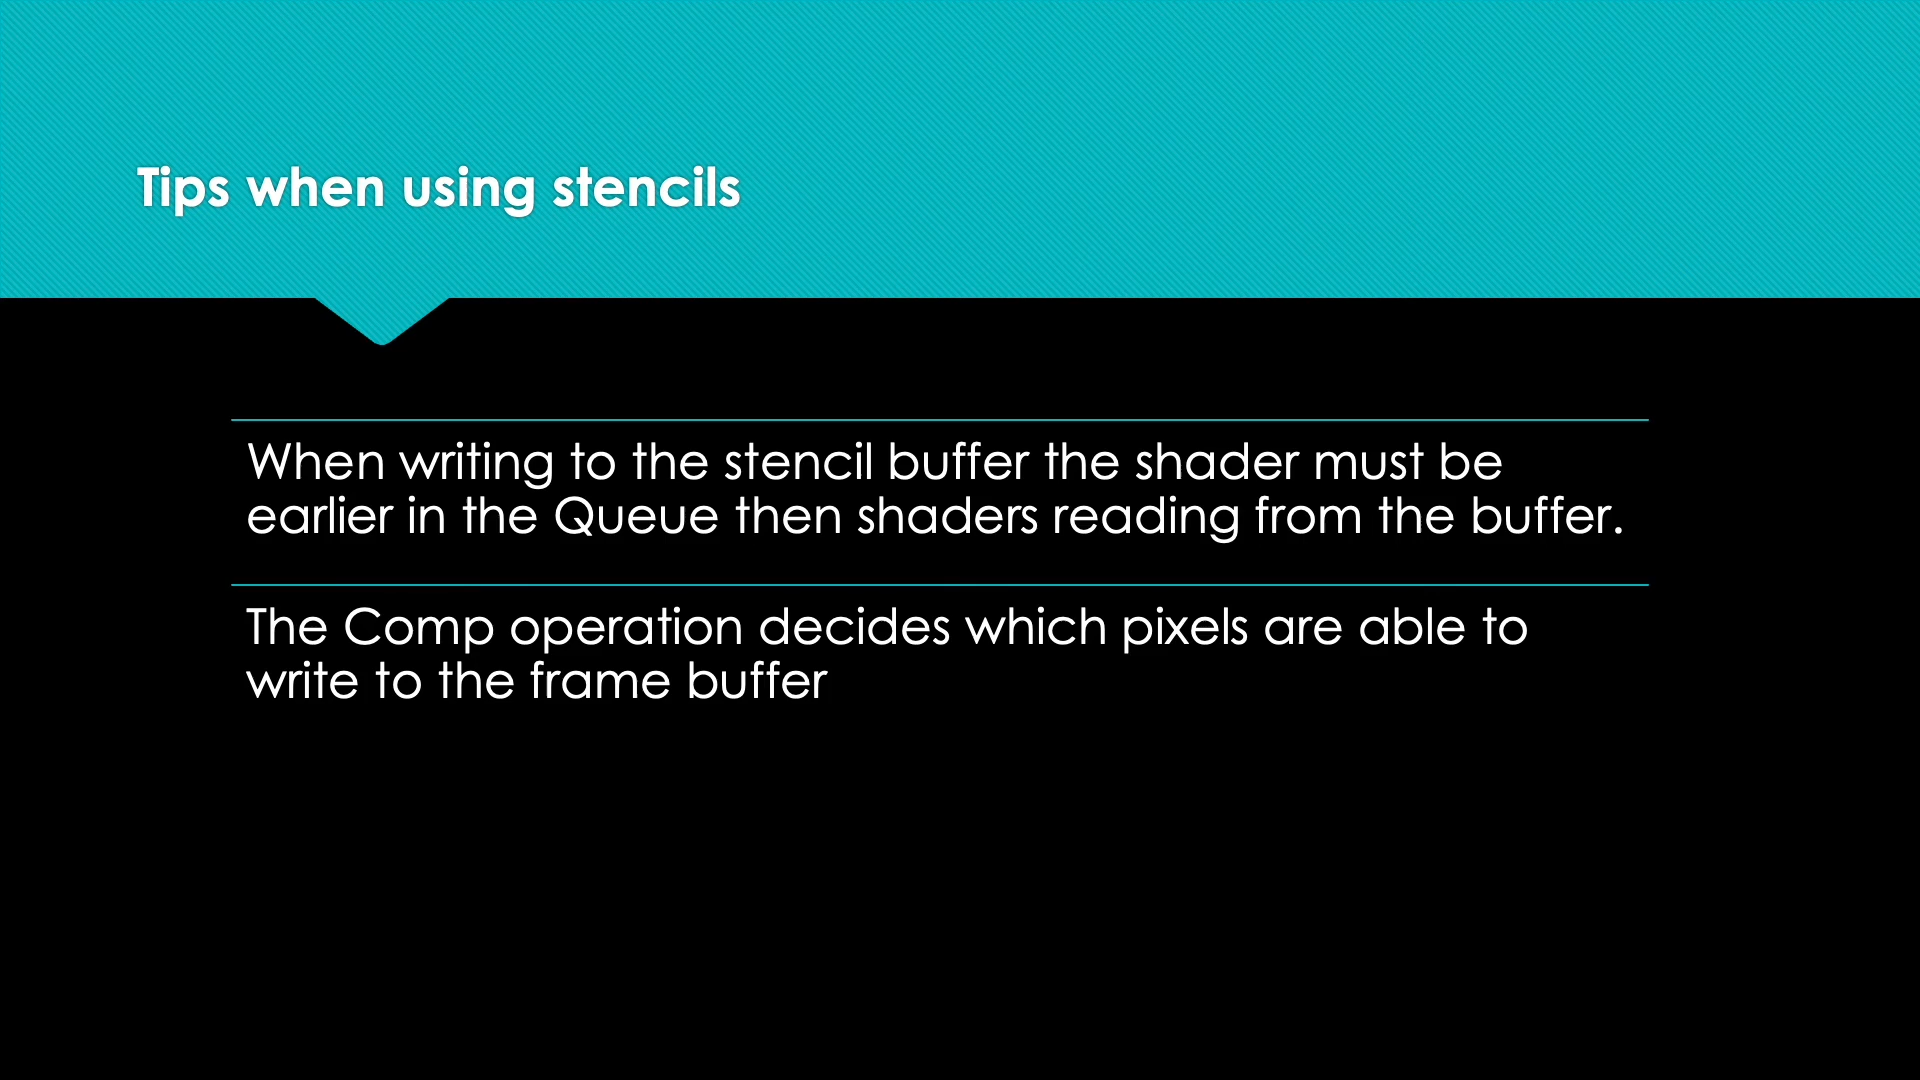 Tips when using stencils
When writing to the stencil buffer the shader must be
earlier in the Queue then shaders reading from the buffer.
The Comp operation decides which pixels are able to
write to the frame buffer